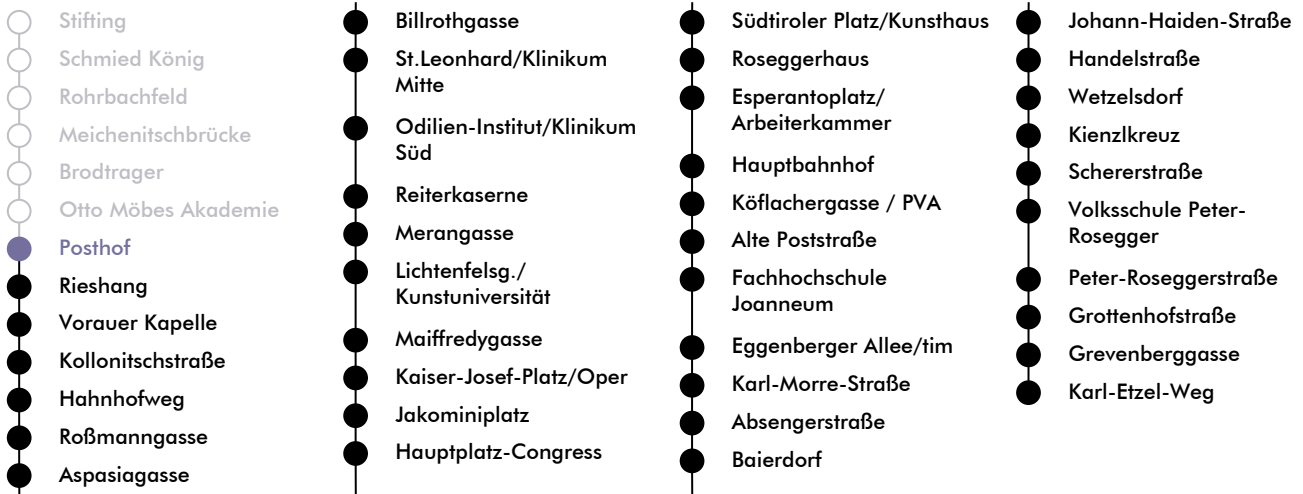 Stifting
Schmied König
Rohrbachfeld
Meichenitschbrücke
Brodtrager
Otto Möbes Akademie
Posthof
Rieshang
Vorauer Kapelle
Kollonitschstraße
Hahnhofweg
Roßmanngasse
Aspasiagasse
Billrothgasse
St.Leonhard/Klinikum
Mitte
Odilien-Institut/Klinikum
Süd
Reiterkaserne
Merangasse
Lichtenfelsg./
Kunstuniversität
Maiffredygasse
Kaiser-Josef-Platz/Oper
Jakominiplatz
Hauptplatz-Congress
Südtiroler Platz/Kunsthaus
Roseggerhaus
Esperantoplatz/
Arbeiterkammer
Hauptbahnhof
Köflachergasse / PVA
Alte Poststraße
Fachhochschule
Joanneum
Eggenberger Allee/tim
Karl-Morre-Straße
Absengerstraße
Baierdorf
Johann-Haiden-Straße
Handelstraße
Wetzelsdorf
Kienzlkreuz
Schererstraße
Volksschule Peter-
Rosegger
Peter-Roseggerstraße
Grottenhofstraße
Grevenberggasse
Karl-Etzel-Weg